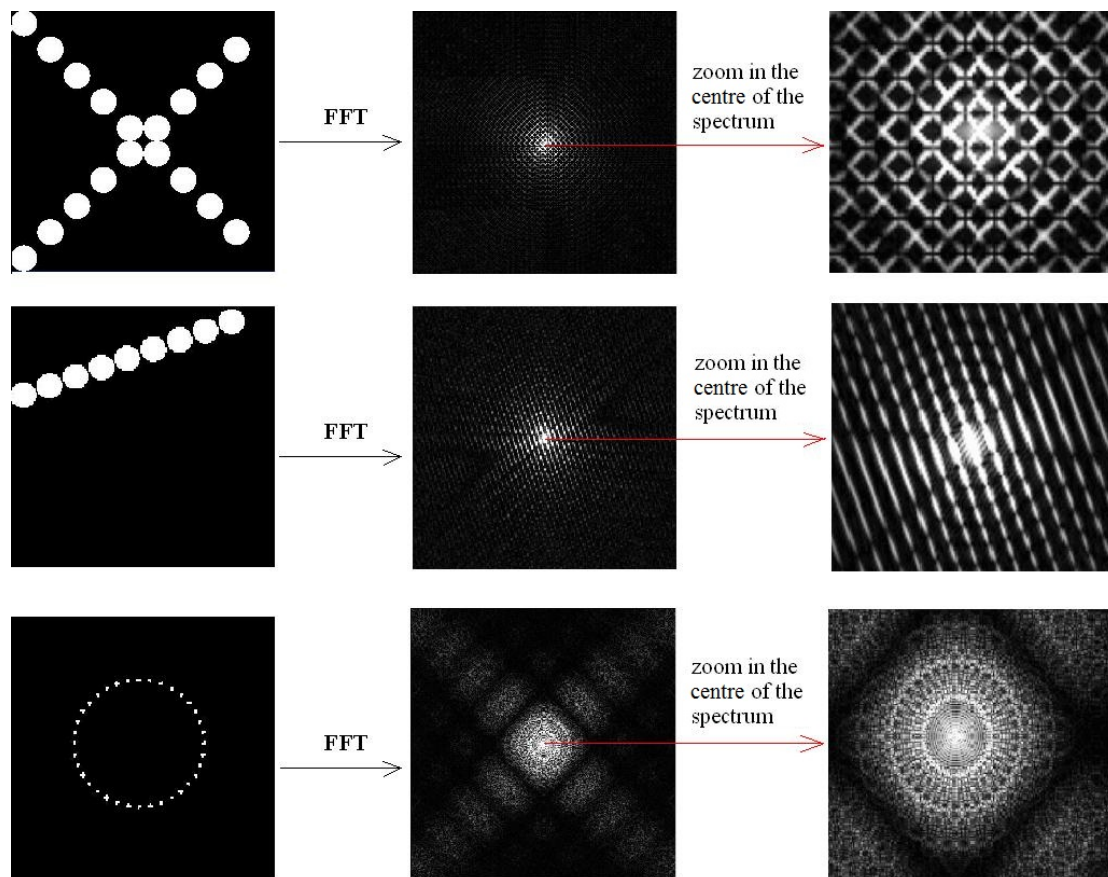 FFT
zoom in the
centre of the
spectrum
FFT
zoom in the
centre of the
spectrum
FFT
zoom in the
centre of the
spectrum